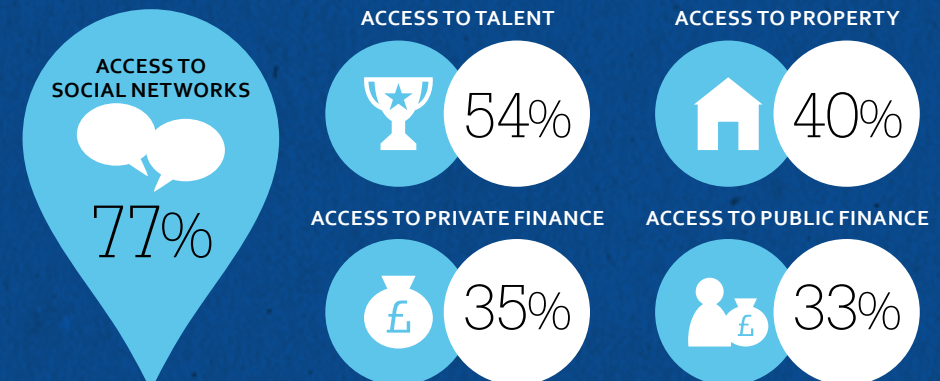 ACCESS TO
SOCIAL NETWORKS
77%
ACCESS TO TALENT
54%
ACCESS TO PROPERTY
40%
ACCESS TO PRIVATE FINANCE
£
35%
ACCESS TO PUBLIC FINANCE
£
33%